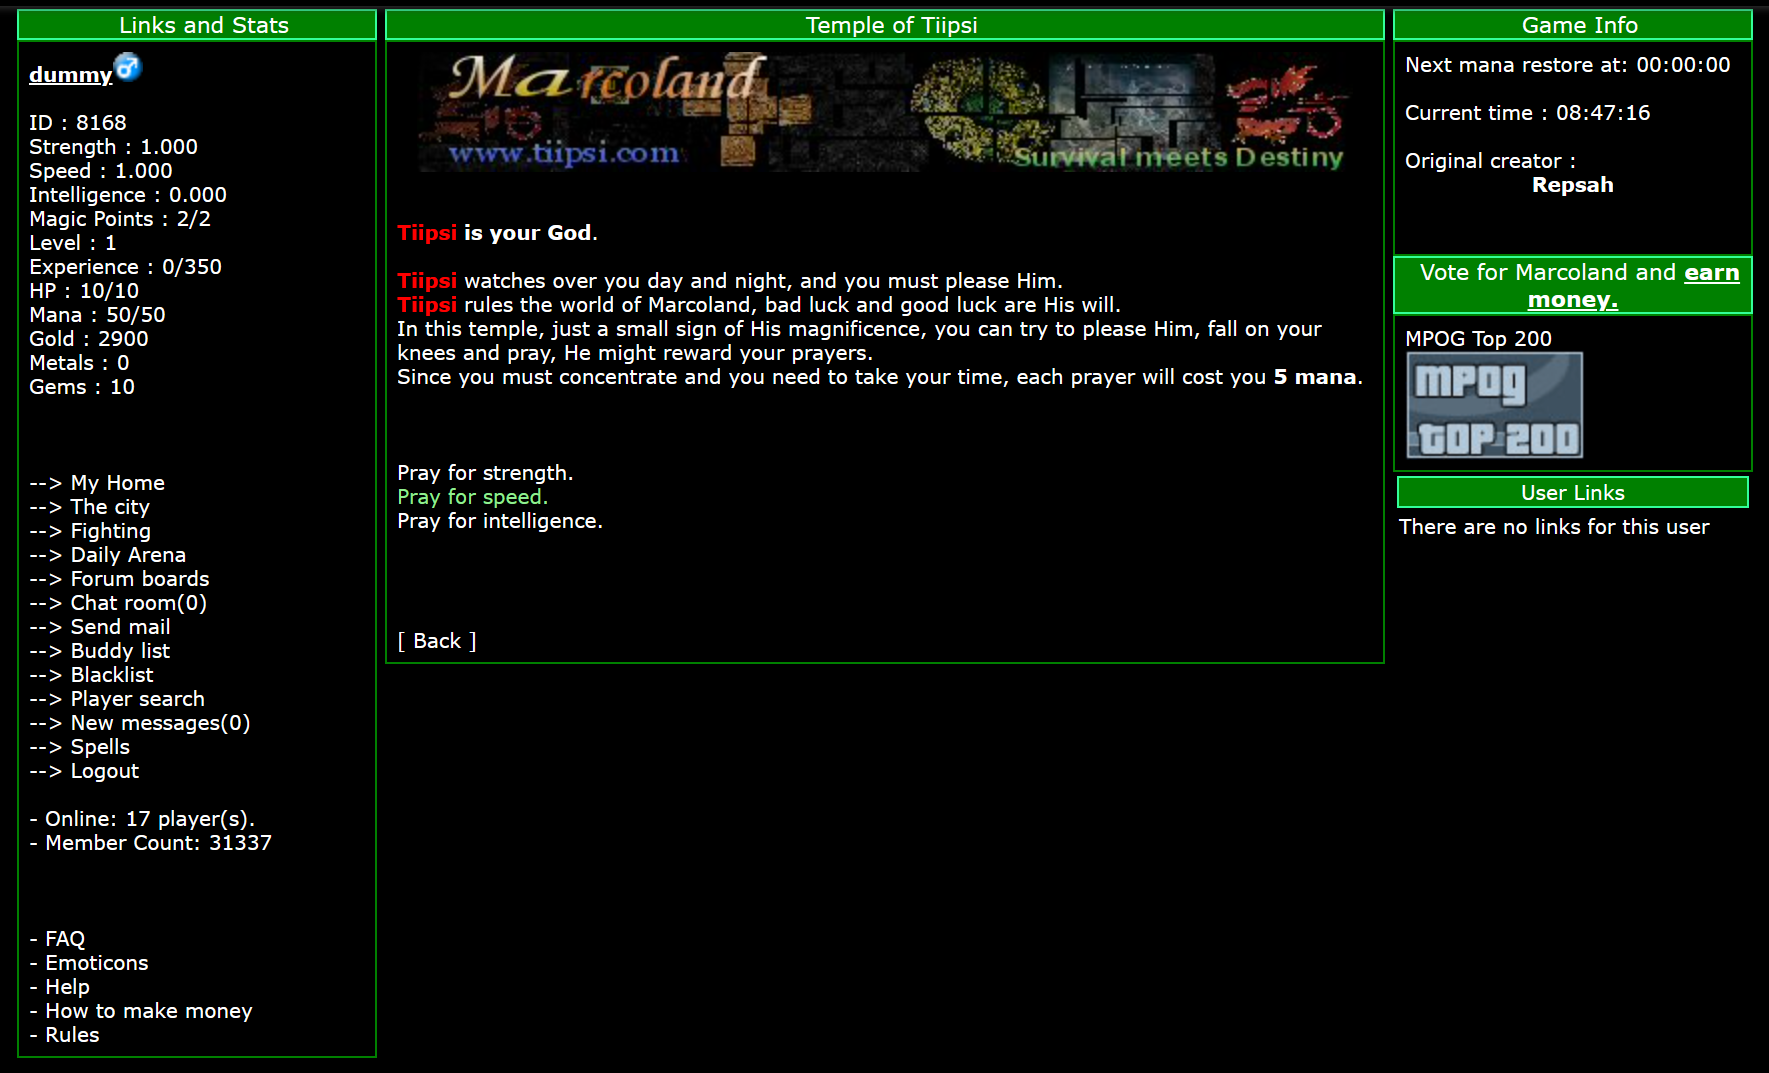 Links and Stats
dummy
ID : 8168
Strength : 1.000
Speed : 1.000
Intelligence : 0.000
Magic Points : 2/2
Level : 1
Experience : 0/350
HP : 10/10
Mana : 50/50
Gold : 2900
Metals : 0
Gems : 10
--> My Home
--> The city
--> Fighting
--> Daily Arena
--> Forum boards
--> Chat room(0)
--> Send mail
--> Buddy list
--> Blacklist
--> Player search
--> New messages(0)
--> Spells
--> Logout
- Online: 17 player(s).
- Member Count: 31337
- FAQ
- Emoticons
- Help
- How to make money
- Rules
Temple of Tiipsi
Marcoland
www.tiipsi.com
Survival meets Destiny
Tiipsi is your God.
Tiipsi watches over you day and night, and you must please Him.
Tiipsi rules the world of Marcoland, bad luck and good luck are His will.
In this temple, just a small sign of His magnificence, you can try to please Him, fall on your
knees and pray, He might reward your prayers.
Since you must concentrate and you need to take your time, each prayer will cost you 5 mana.
Pray for strength.
Pray for speed.
Pray for intelligence.
[ Back ]
Game Info
Next mana restore at: 00:00:00
Current time : 08:47:16
Original creator :
Repsah
Vote for Marcoland and earn
money.
MPOG Top 200
mpog
top 200
User Links
There are no links for this user